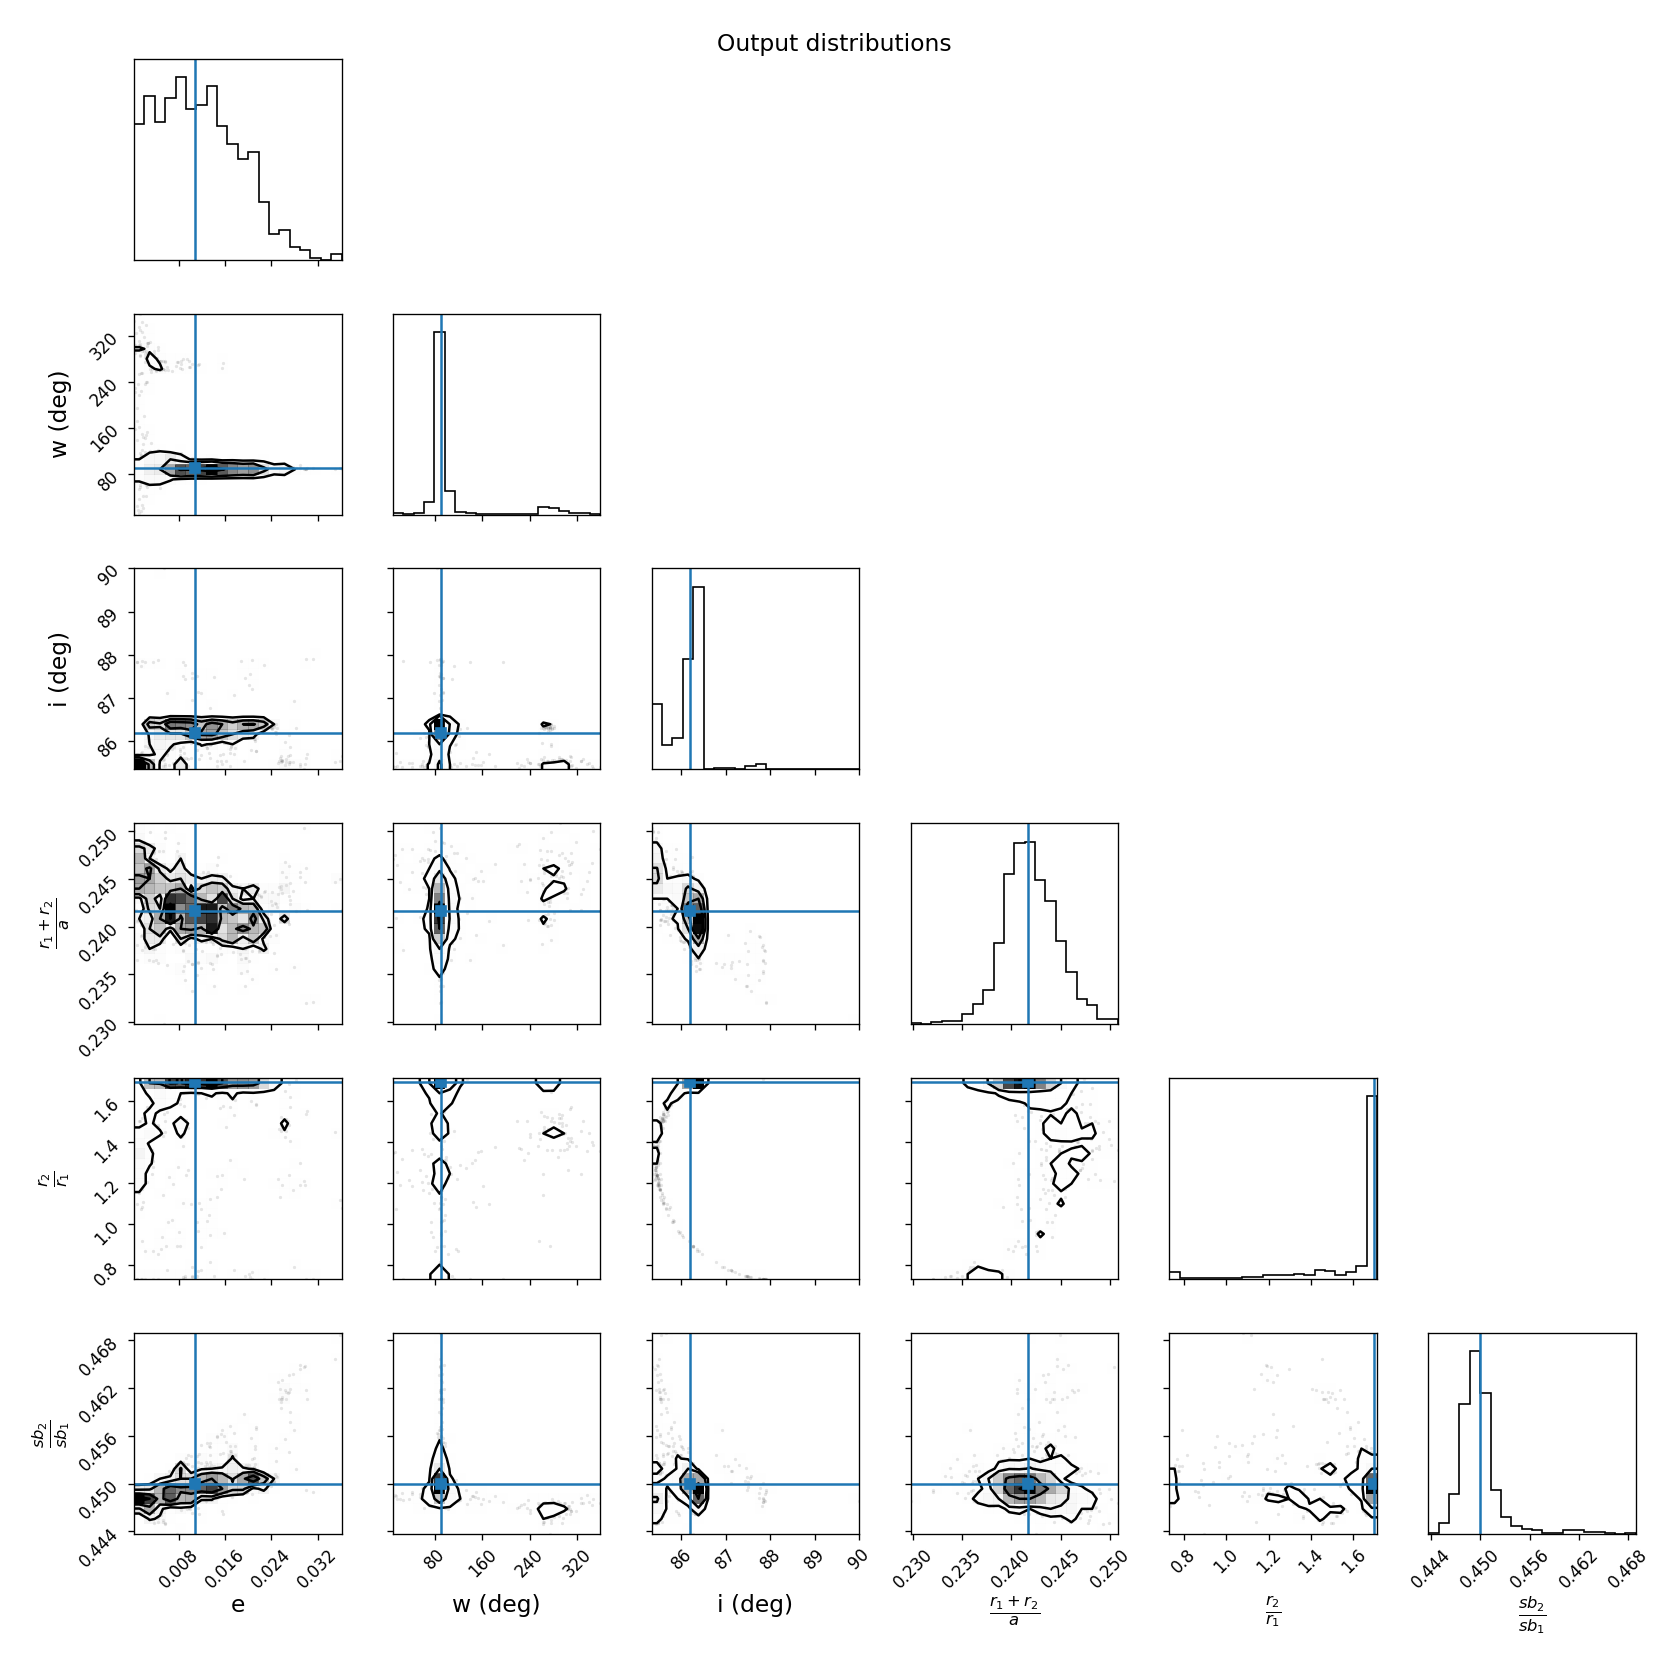 Output distributions
320
240
160
80
w (deg)
90
89
88
87
86
i (deg)
0.250
0.245
0.240
0.235
0.230
r1 + r2
a
1.6
1.4
1.2
1.0
0.8
r2
r1
0.468
0.462
0.456
0.450
0.444
sb2
sb1
0.008 0.016 0.024 0.032
80 160 240 320
86 87 88 89 90
0.230 0.235 0.240 0.245 0.250
0.8 1.0 1.2 1.4 1.6
0.444 0.450 0.456 0.462 0.468
e
w (deg)
i (deg)
r1 + r2
a
r2
r1
sb2
sb1